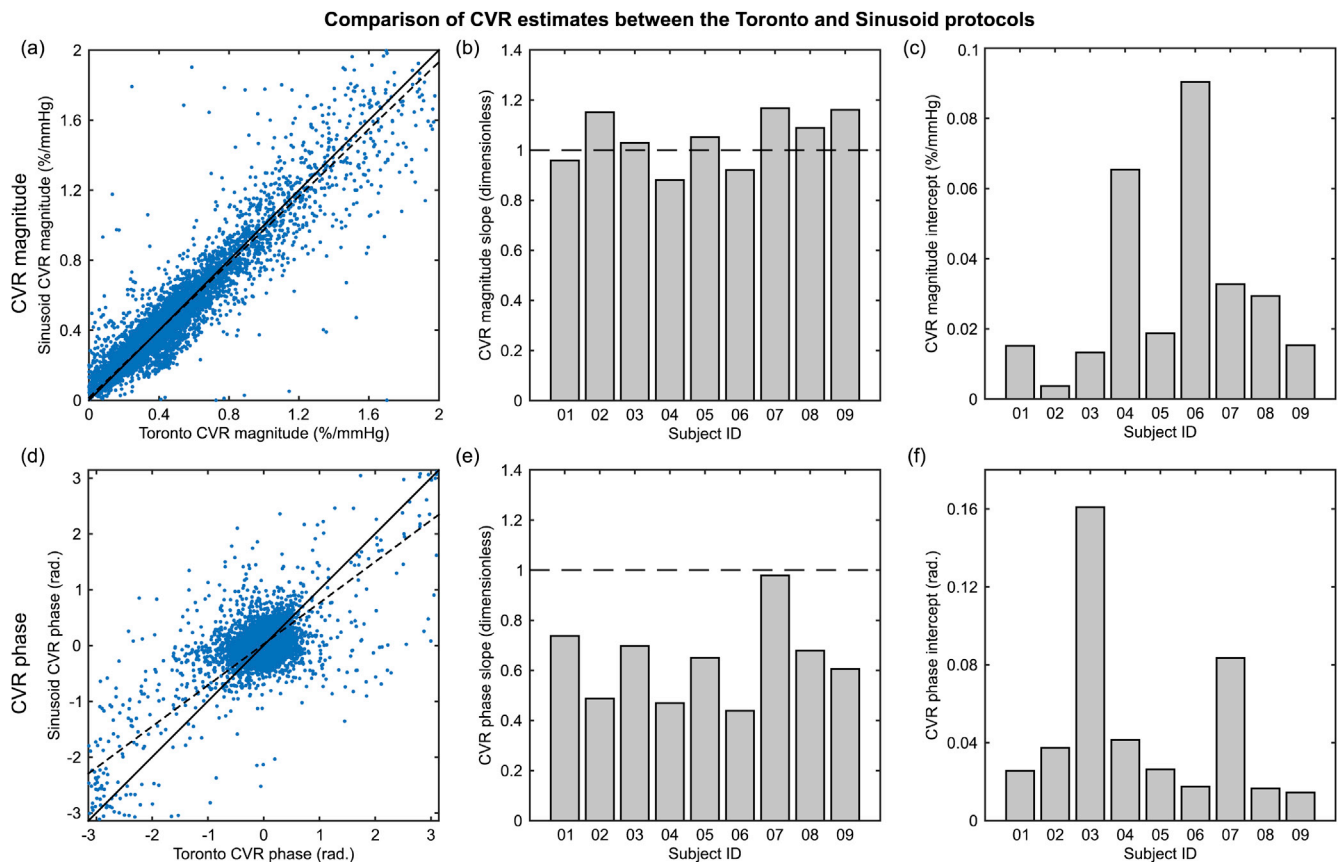 Comparison of CVR estimates between the Toronto and Sinusoid protocols
(a)
CVR magnitude
Sinusoid CVR magnitude (%/mmHg)
2
1.6
1.2
0.8
0.4
0
0 0.4 0.8 1.2 1.6 2
Toronto CVR magnitude (%/mmHg)
(b)
CVR magnitude slope (dimensionless)
1.4
1.2
1
0.8
0.6
0.4
0.2
0
01 02 03 04 05 06 07 08 09
Subject ID
(c)
CVR magnitude intercept (%/mmHg)
0.1
0.08
0.06
0.04
0.02
0
01 02 03 04 05 06 07 08 09
Subject ID
(d)
CVR phase
Sinusoid CVR phase (rad.)
3
2
1
0
-1
-2
-3
-3 -2 -1 0 1 2 3
Toronto CVR phase (rad.)
(e)
CVR phase slope (dimensionless)
1.4
1.2
1
0.8
0.6
0.4
0.2
0
01 02 03 04 05 06 07 08 09
Subject ID
(f)
CVR phase intercept (rad.)
0.16
0.12
0.08
0.04
0
01 02 03 04 05 06 07 08 09
Subject ID